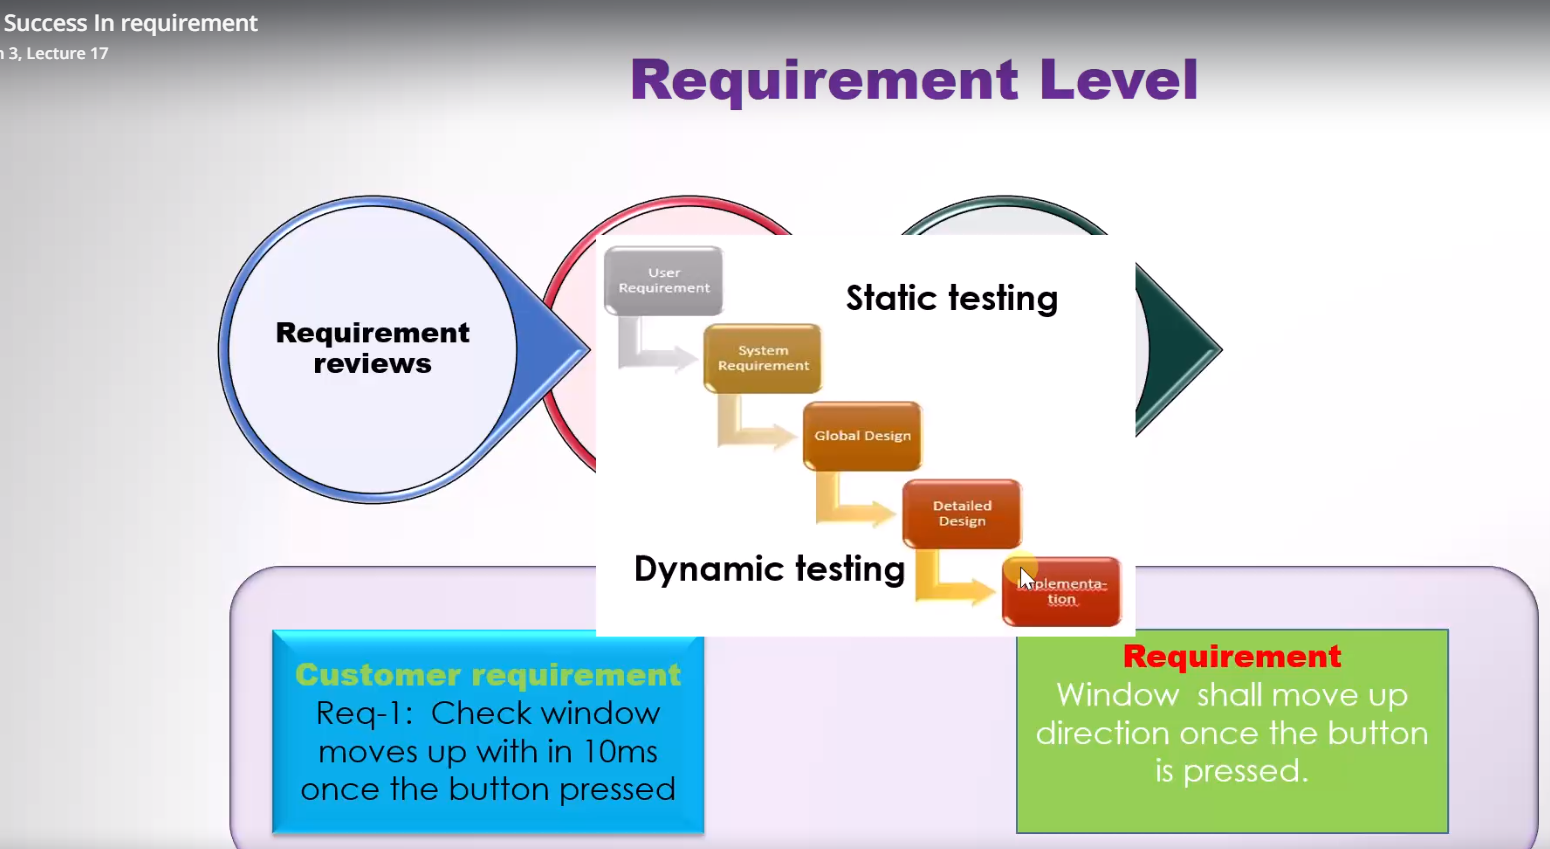 Success In requirement
3, Lecture 17
Requirement Level
Requirement
reviews
User
Requirement
Static testing
System
Requirement
Global Design
Detailed
Design
Dynamic testing
plementa-
tion
Customer requirement
Req-1: Check window
moves up with in 10ms
once the button pressed
Requirement
Window shall move up
direction once the button
is pressed.